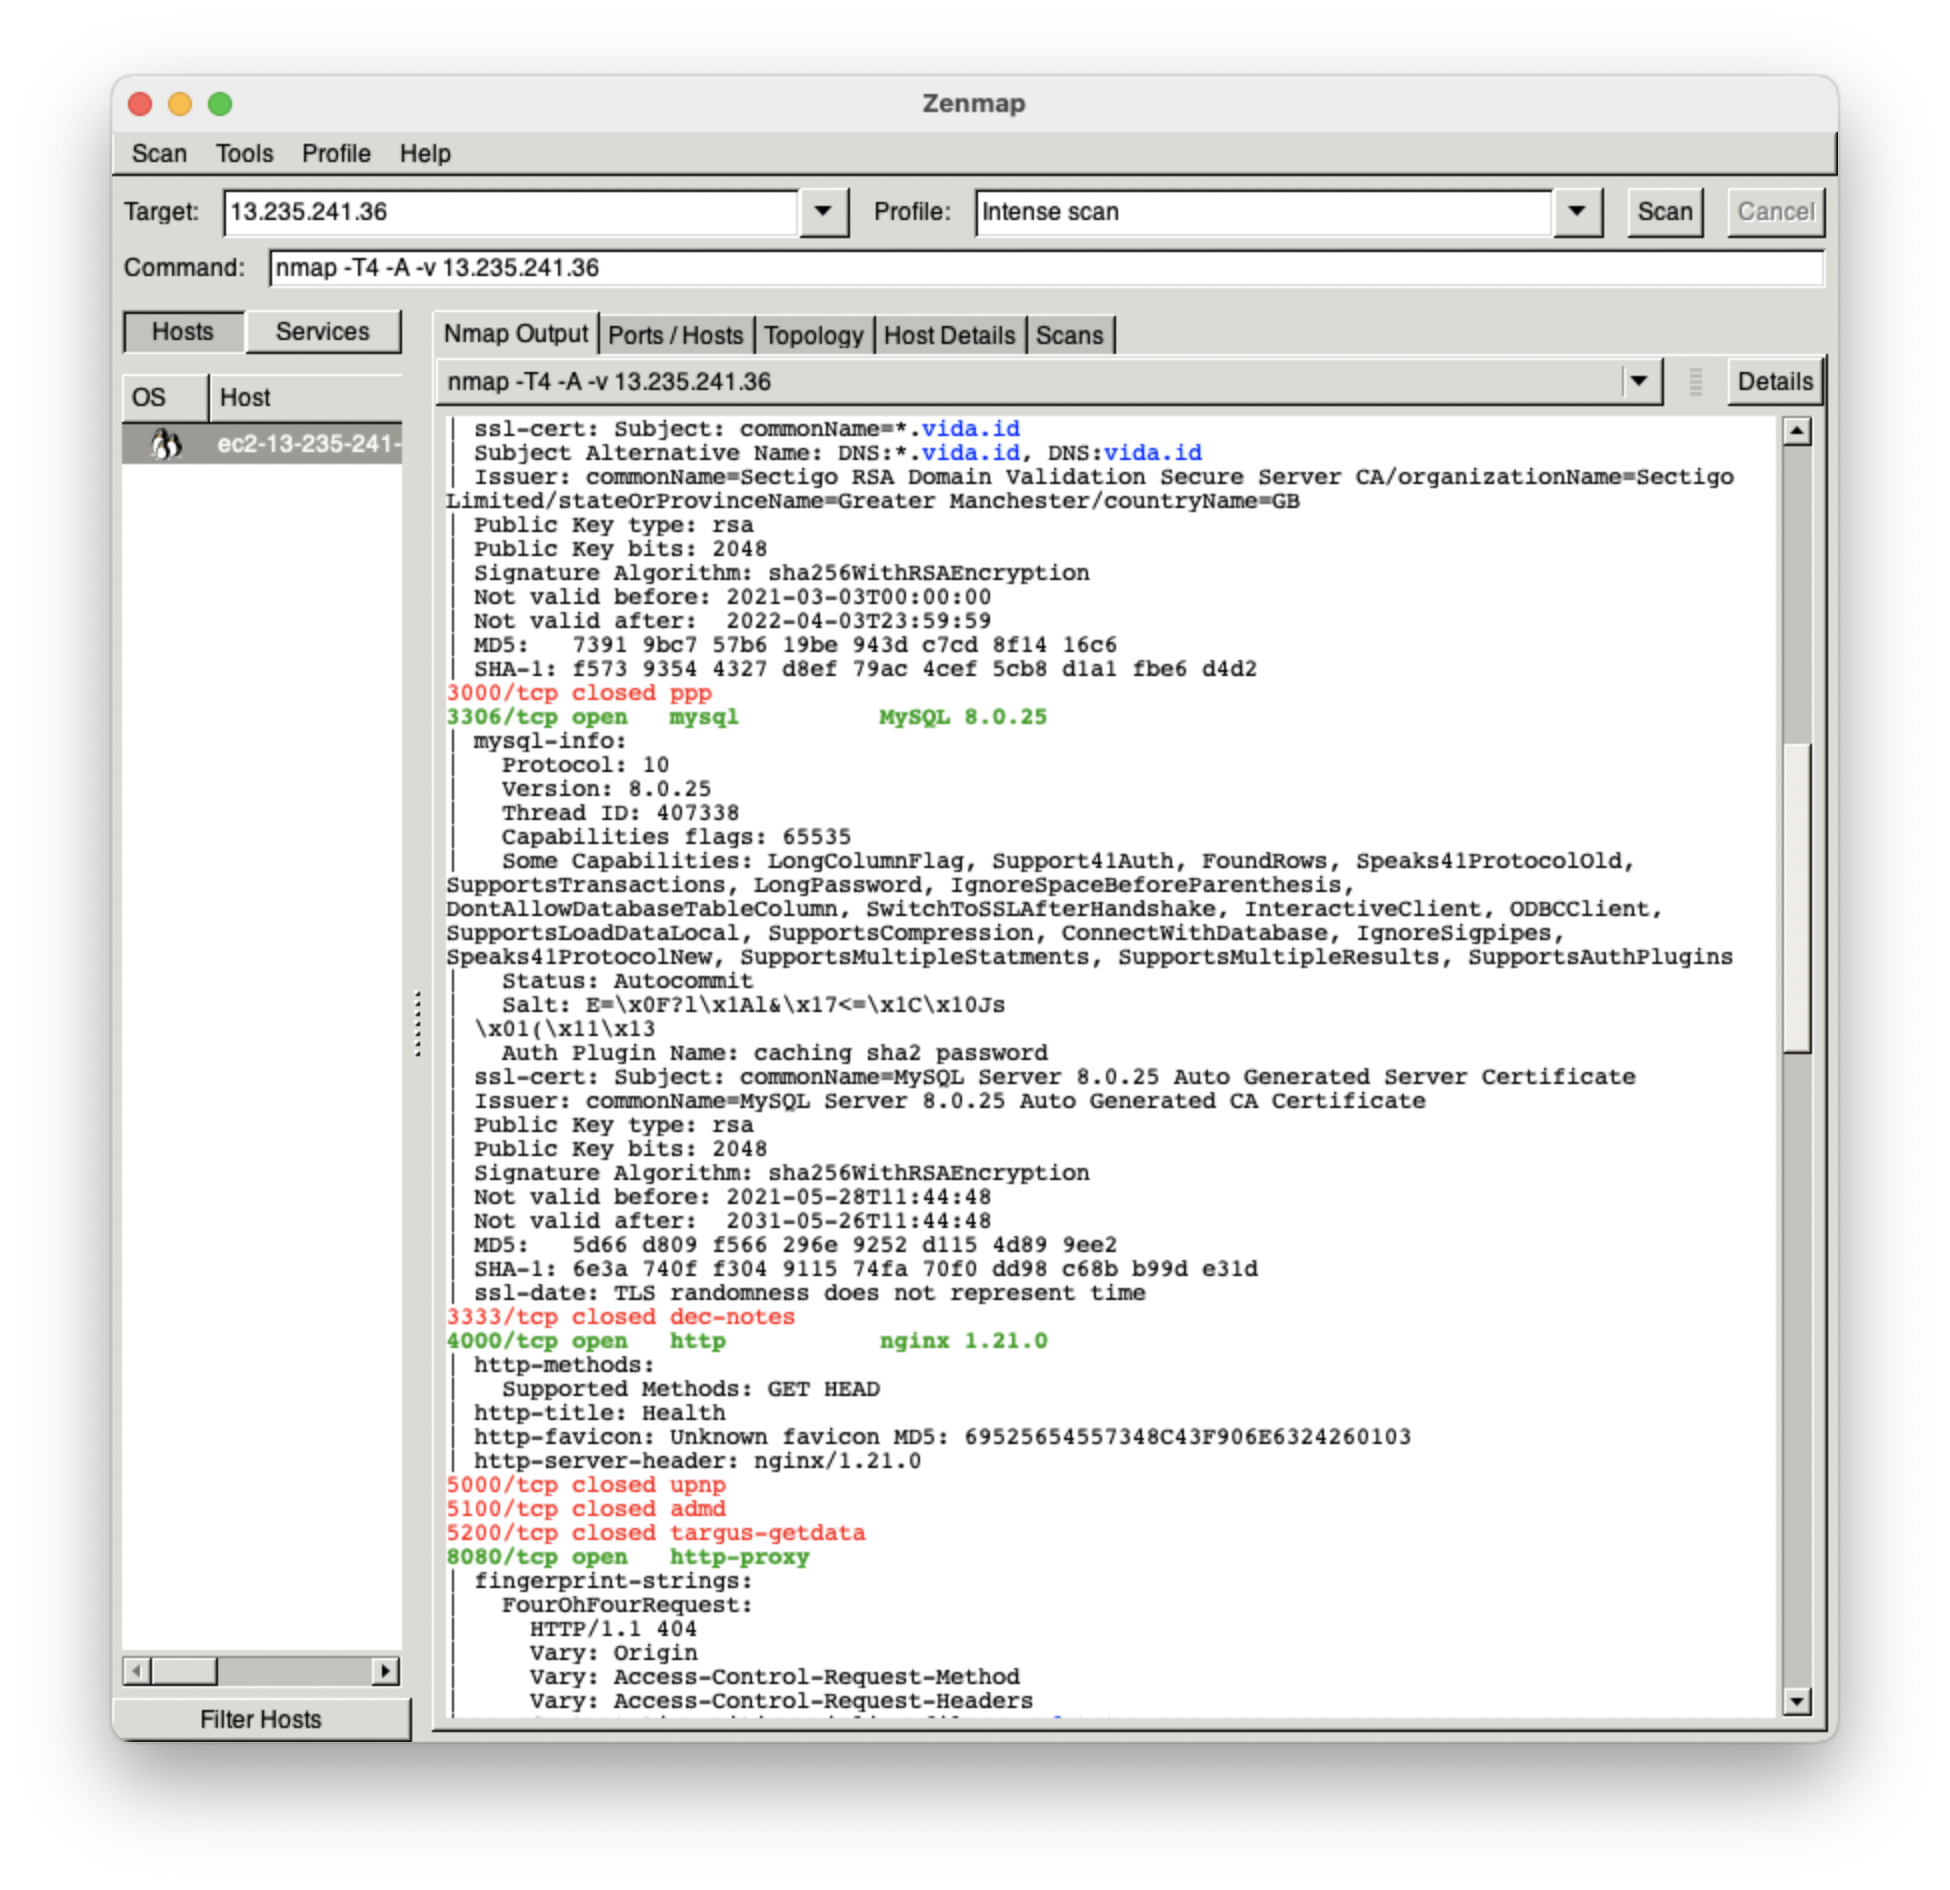 Zenmap
Scan Tools Profile Help
Target: 13.235.241.36 Profile: Intense scan Scan Cancel
Command: nmap -T4 -A -v 13.235.241.36
Hosts Services
Nmap Output Ports / Hosts Topology Host Details Scans
OS Host
nmap -T4 -A -v 13.235.241.36 Details
ec2-13-235-241-
| ssl-cert: Subject: commonName=*.vida.id
| Subject Alternative Name: DNS:*.vida.id, DNS:vida.id
| Issuer: commonName=Sectigo RSA Domain Validation Secure Server CA/organizationName=Sectigo
Limited/stateOrProvinceName=Greater Manchester/countryName=GB
| Public Key type: rsa
| Public Key bits: 2048
| Signature Algorithm: sha256WithRSAEncryption
| Not valid before: 2021-03-03T00:00:00
| Not valid after:  2022-04-03T23:59:59
| MD5:   7391 9bc7 57b6 19be 943d c7cd 8f14 16c6
| SHA-1: f573 9354 4327 d8ef 79ac 4cef 5cb8 d1a1 fbe6 d4d2
3000/tcp closed ppp
3306/tcp open   mysql          MySQL 8.0.25
| mysql-info:
|   Protocol: 10
|   Version: 8.0.25
|   Thread ID: 407338
|   Capabilities flags: 65535
|   Some Capabilities: LongColumnFlag, Support41Auth, FoundRows, Speaks41ProtocolOld,
SupportsTransactions, LongPassword, IgnoreSpaceBeforeParenthesis,
DontAllowDatabaseTableColumn, SwitchToSSLAfterHandshake, InteractiveClient, ODBCClient,
SupportsLoadDataLocal, SupportsCompression, ConnectWithDatabase, IgnoreSigpipes,
Speaks41ProtocolNew, SupportsMultipleStatments, SupportsMultipleResults, SupportsAuthPlugins
|   Status: Autocommit
|   Salt: E=\x0F?l\x1Al&\x17<=\x1C\x10Js
| \x01(\x11\x13
|   Auth Plugin Name: caching sha2 password
| ssl-cert: Subject: commonName=MySQL Server 8.0.25 Auto Generated Server Certificate
| Issuer: commonName=MySQL Server 8.0.25 Auto Generated CA Certificate
| Public Key type: rsa
| Public Key bits: 2048
| Signature Algorithm: sha256WithRSAEncryption
| Not valid before: 2021-05-28T11:44:48
| Not valid after:  2031-05-26T11:44:48
| MD5:   5d66 d809 f566 296e 9252 d115 4d89 9ee2
| SHA-1: 6e3a 740f f304 9115 74fa 70f0 dd98 c68b b99d e31d
| ssl-date: TLS randomness does not represent time
3333/tcp closed dec-notes
4000/tcp open   http           nginx 1.21.0
| http-methods:
|   Supported Methods: GET HEAD
| http-title: Health
| http-favicon: Unknown favicon MD5: 69525654557348C43F906E6324260103
| http-server-header: nginx/1.21.0
5000/tcp closed upnp
5100/tcp closed admd
5200/tcp closed targus-getdata
8080/tcp open   http-proxy
| fingerprint-strings:
|   FourOhFourRequest:
|     HTTP/1.1 404
|     Vary: Origin
|     Vary: Access-Control-Request-Method
|     Vary: Access-Control-Request-Headers
Filter Hosts